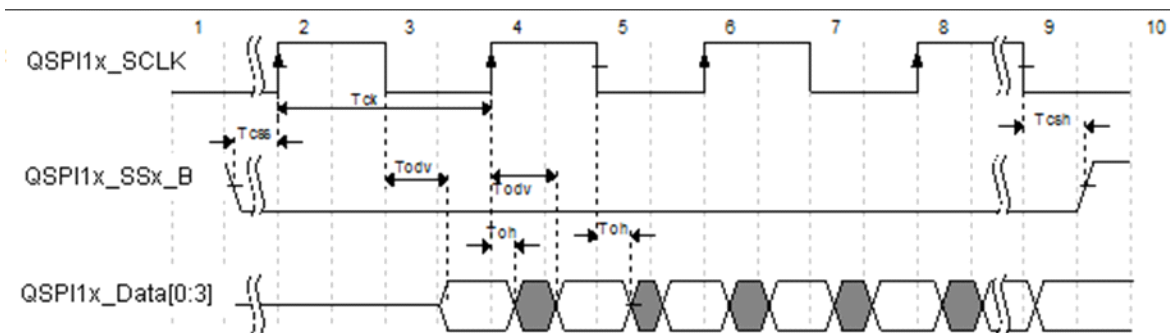 1 2 3 4 5 6 7 8 9 10
QSPI1x_SCLK
Tck
Tcss
Tcsh
QSPI1x_SSx_B
Todv
Todv
Toh
Toh
QSPI1x_Data[0:3]